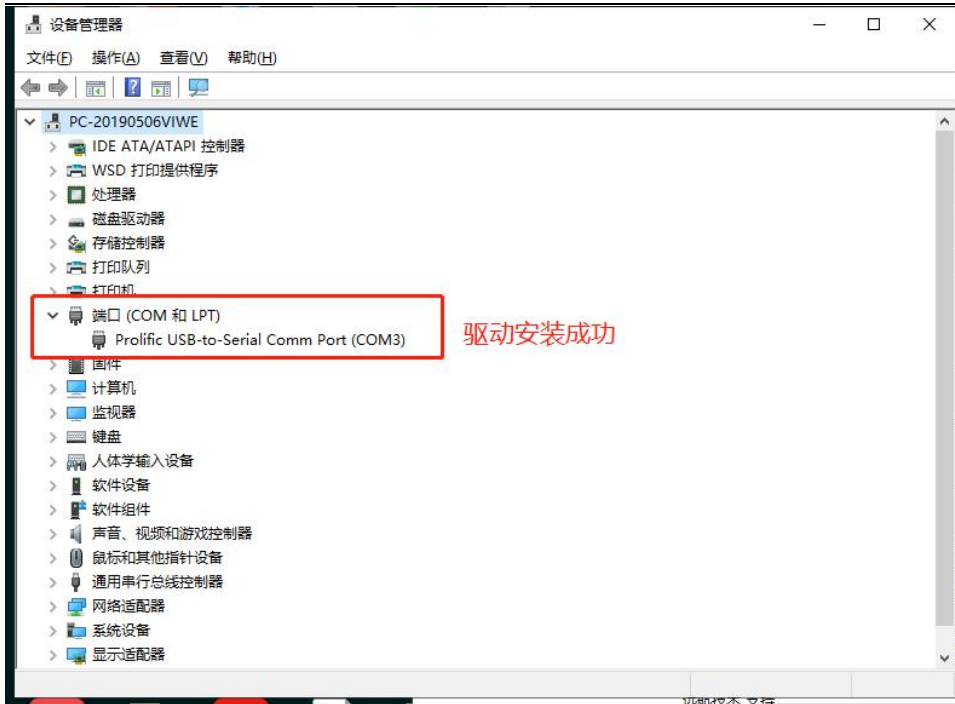 设备管理器
文件(F) 操作(A) 查看(V) 帮助(H)
PC-20190506VIWE
IDE ATA/ATAPI 控制器
WSD 打印提供程序
处理器
磁盘驱动器
存储控制器
打印队列
打印机
端口 (COM 和 LPT)
Prolific USB-to-Serial Comm Port (COM3)
驱动安装成功
固件
计算机
监视器
键盘
人体学输入设备
软件设备
软件组件
声音、视频和游戏控制器
鼠标和其他指针设备
通用串行总线控制器
网络适配器
系统设备
显示适配器